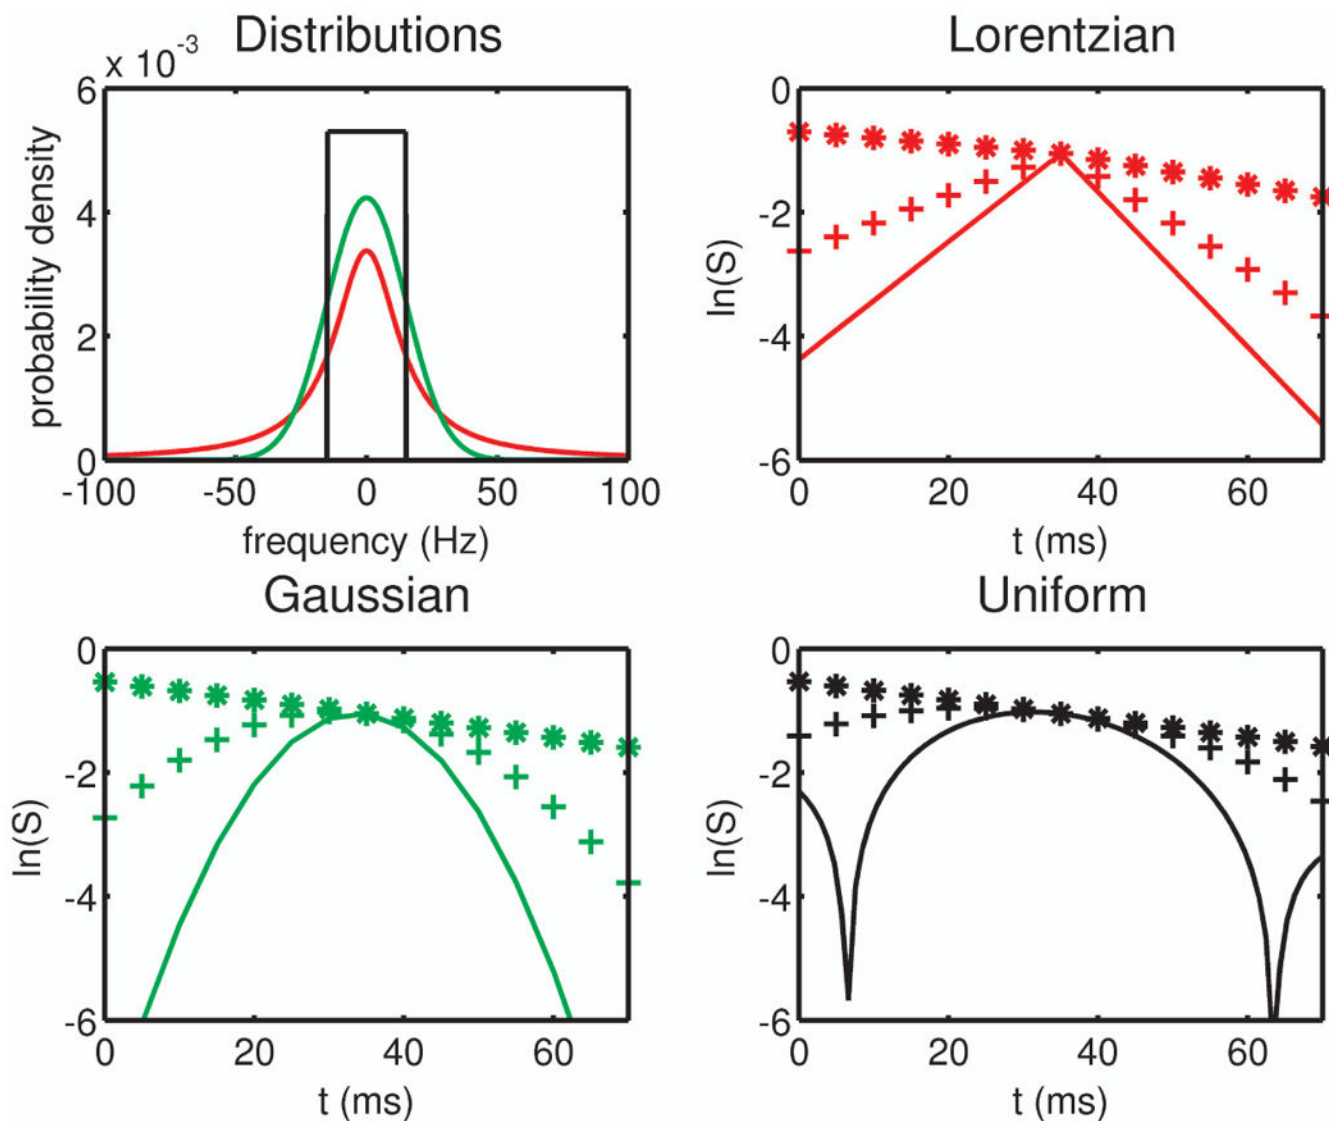 Distributions
x 10-3
6
4
2
0
probability density
-100 -50 0 50 100
frequency (Hz)
Lorentzian
0
-2
-4
-6
ln(S)
0 20 40 60
t (ms)
Gaussian
0
-2
-4
-6
ln(S)
0 20 40 60
t (ms)
Uniform
0
-2
-4
-6
ln(S)
0 20 40 60
t (ms)